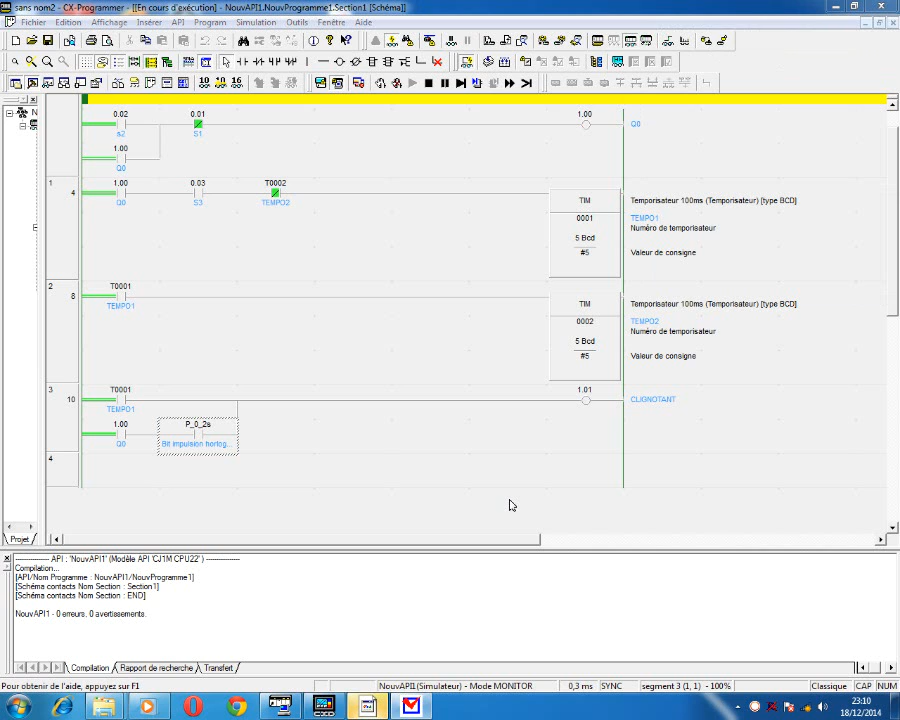 sans nom2 - CX-Programmer - [[En cours d'exécution] - NouvAPI1.NouvProgramme1.Section1 [Schéma]]
Fichier Edition Affichage Insérer API Program Simulation Outils Fenêtre Aide
10 10 16
N
0.02 0.01 1.00
s2 S1 Q0
1.00
Q0
1
4
1.00 0.03 T0002
Q0 S3 TEMPO2
TIM Temporisateur 100ms (Temporisateur) [type BCD]
0001 TEMPO1
Numéro de temporisateur
5 Bcd
#5 Valeur de consigne
2
8
T0001
TEMPO1
TIM Temporisateur 100ms (Temporisateur) [type BCD]
0002 TEMPO2
Numéro de temporisateur
5 Bcd
#5 Valeur de consigne
3
10
T0001 1.01
TEMPO1 CLIGNOTANT
1.00 P_0_2s
Q0 Bit impulsion horlog...
4
Projet
--------------- API : 'NouvAPI1' (Modèle API 'CJ1M CPU22' ) ---------------
Compilation...
[API/Nom Programme : NouvAPI1/NouvProgramme1]
[Schéma contacts Nom Section : Section1]
[Schéma contacts Nom Section : END]
NouvAPI1 - 0 erreurs, 0 avertissements.
Compilation Rapport de recherche Transfert
Pour obtenir de l'aide, appuyez sur F1 NouvAPI1(Simulateur) - Mode MONITOR 0,3 ms SYNC segment 3 (1, 1) - 100% Classique CAP NUM
23:10
18/12/2014